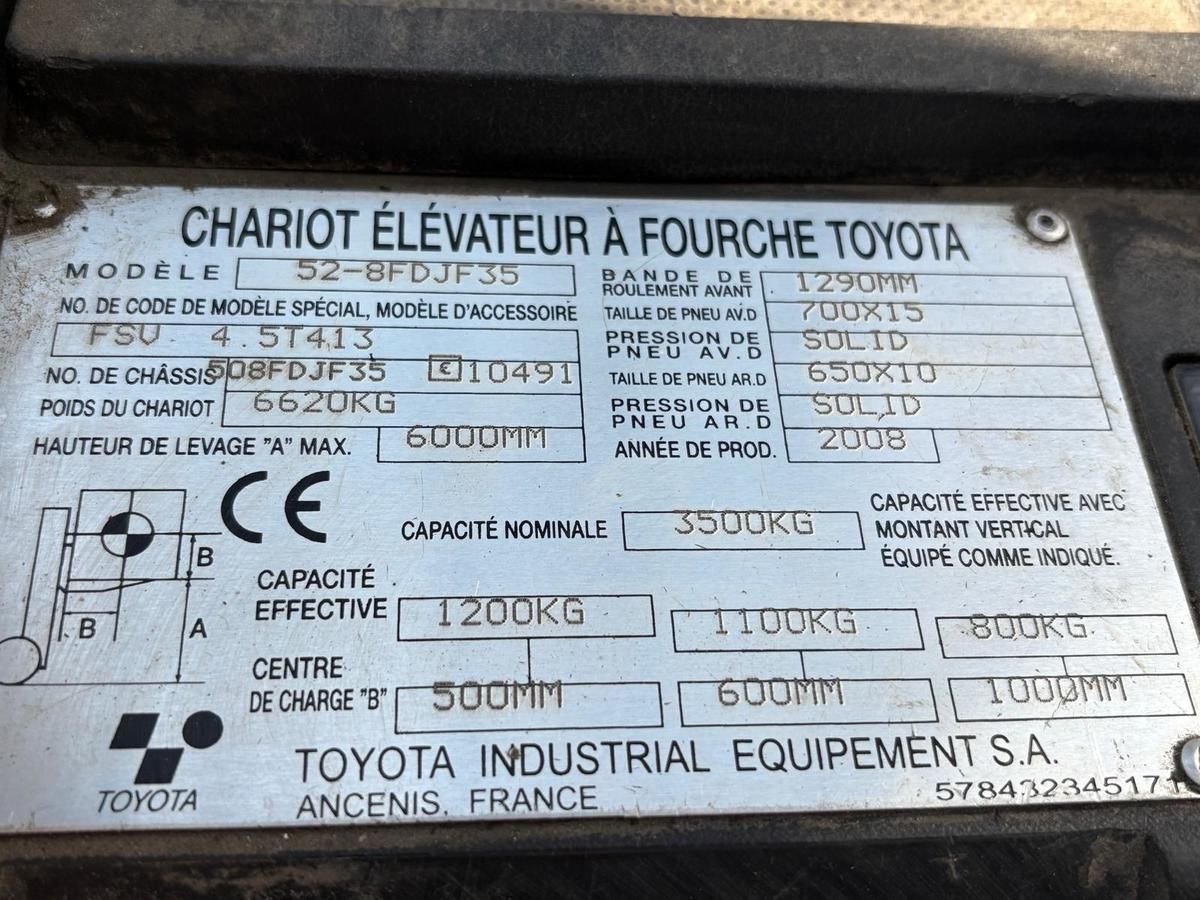 CHARIOT ÉLÉVATEUR À FOURCHE TOYOTA
MODÈLE 52-8FDJF35
NO. DE CODE DE MODÈLE SPÉCIAL, MODÈLE D'ACCESSOIRE
FSV 4.5T413
NO. DE CHÂSSIS 508FDJF35 E 10491
POIDS DU CHARIOT 6620KG
HAUTEUR DE LEVAGE "A" MAX. 6000MM
BANDE DE
ROULEMENT AVANT 1290MM
TAILLE DE PNEU AV.D 700X15
PRESSION DE
PNEU AV.D SOLID
TAILLE DE PNEU AR.D 650X10
PRESSION DE
PNEU AR.D SOLID
ANNÉE DE PROD. 2008
B
B
A
CE
CAPACITÉ NOMINALE 3500KG
CAPACITÉ EFFECTIVE AVEC
MONTANT VERTICAL
ÉQUIPÉ COMME INDIQUÉ.
CAPACITÉ
EFFECTIVE 1200KG 1100KG 800KG
CENTRE
DE CHARGE "B" 500MM 600MM 1000MM
TOYOTA
TOYOTA INDUSTRIAL EQUIPEMENT S.A.
ANCENIS, FRANCE
578432345171